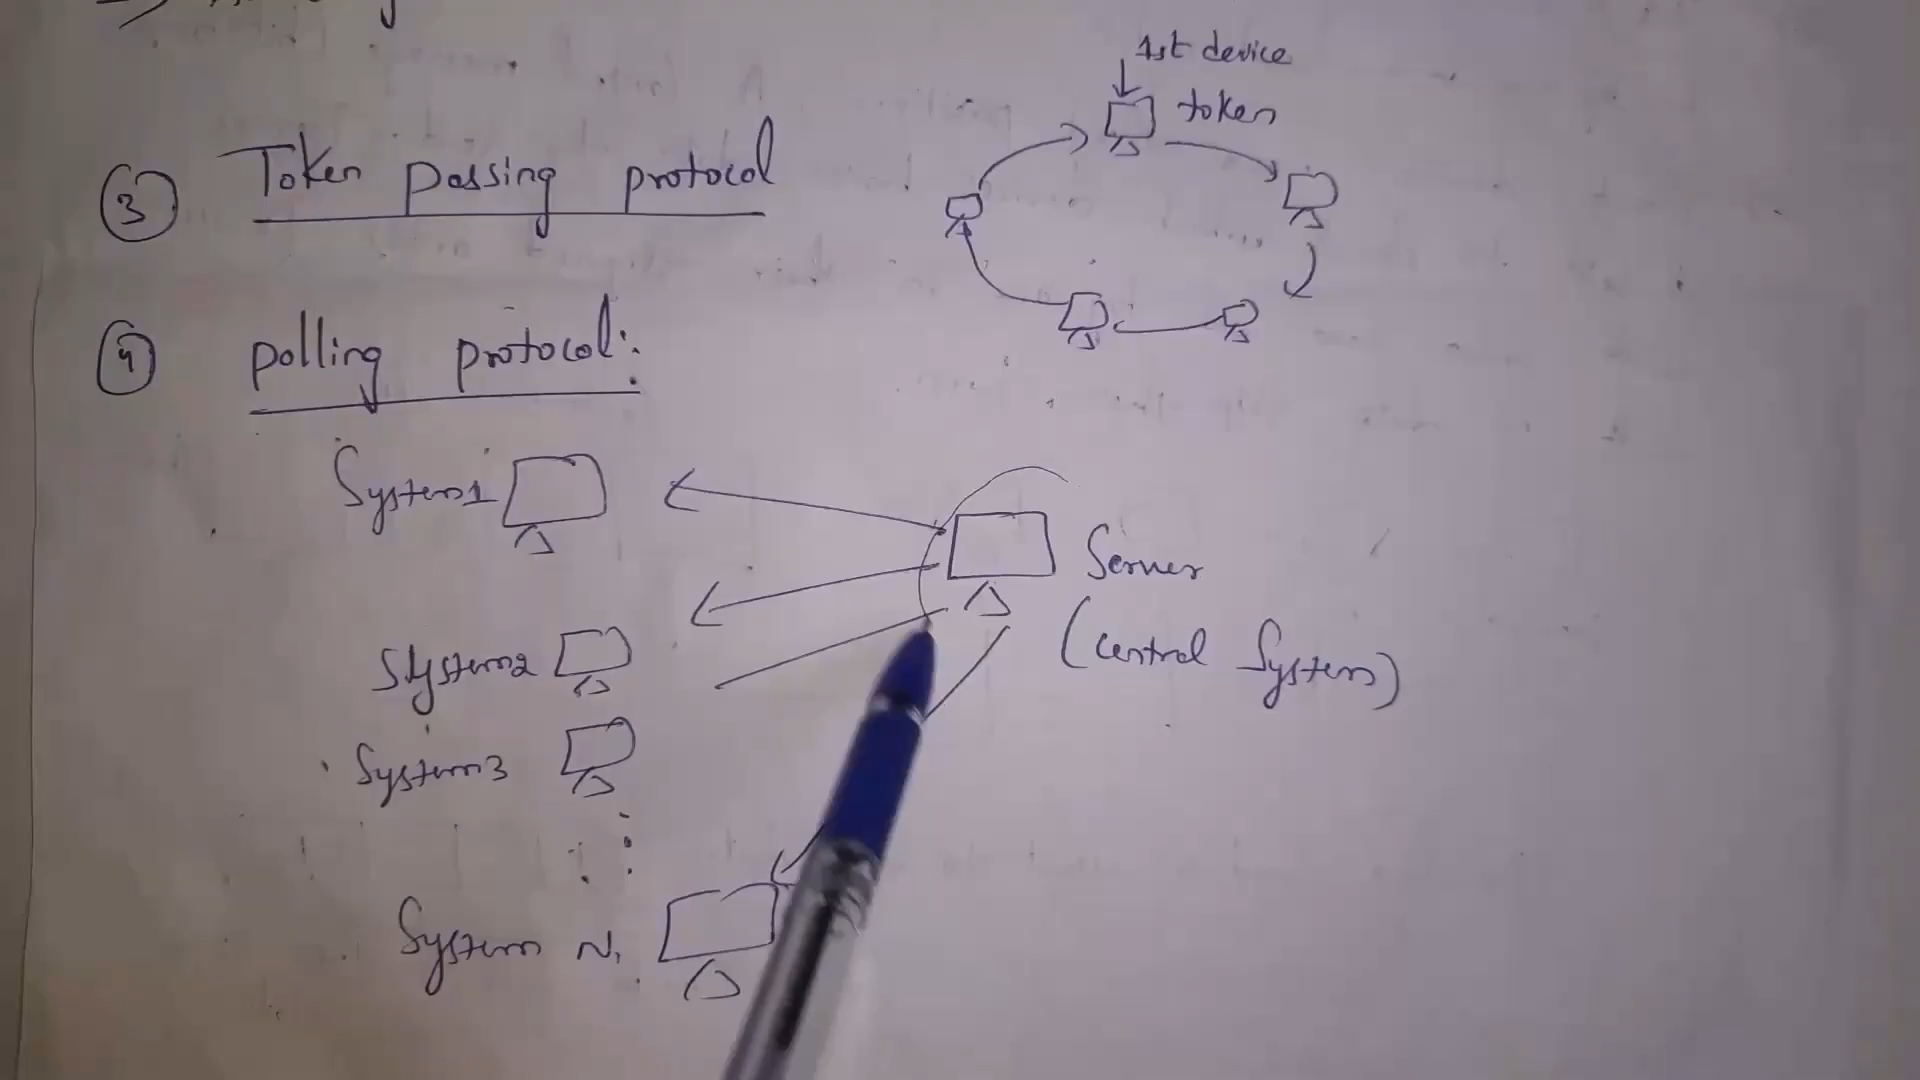 1st device
token
③ Token passing protocol
④ polling protocol:
System1
Server
(central System)
System2
System3
System N